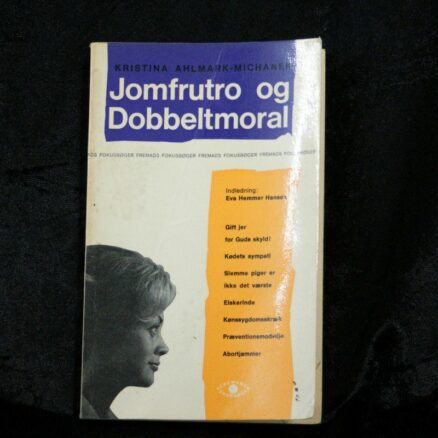 KRISTINA AHLMARK-MICHANEK
Jomfrutro og
Dobbeltmoral
FOKUSBØGER FREMADS FOKUSBØGER FREMADS FOKUSBØGER FREMADS
Indledning:
Eva Hemmer Hansen
Gift jer
for Guds skyld!
Kødets sympati
Slemme piger er
ikke det værste
Elskerinde
Kønssygdomsskræk
Præventionsmodvilje
Abortjammer